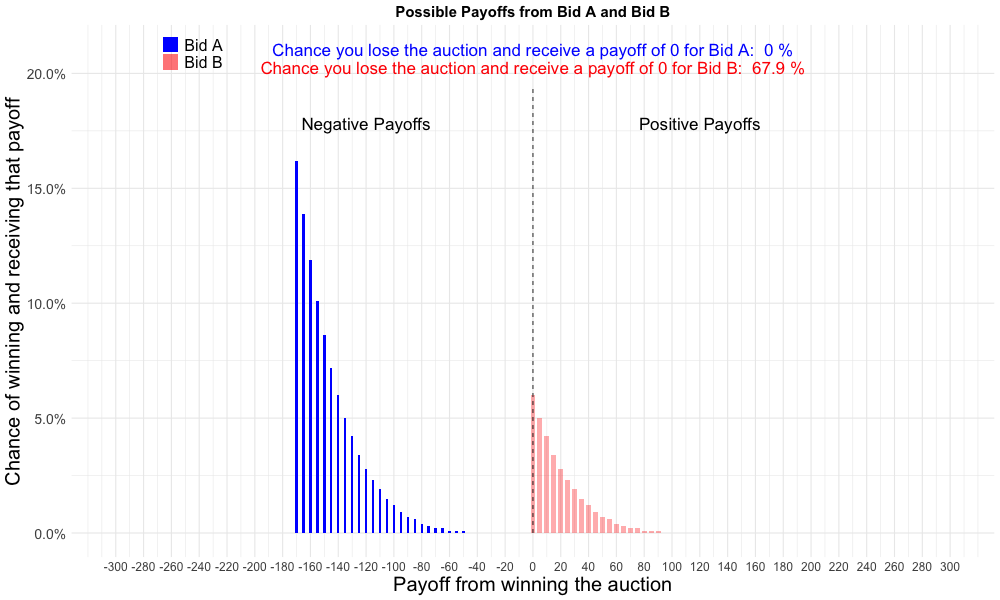 Possible Payoffs from Bid A and Bid B
Bid A
Bid B
Chance you lose the auction and receive a payoff of 0 for Bid A:  0 %
Chance you lose the auction and receive a payoff of 0 for Bid B:  67.9 %
Negative Payoffs
Positive Payoffs
Chance of winning and receiving that payoff
20.0%
15.0%
10.0%
5.0%
0.0%
-300 -280 -260 -240 -220 -200 -180 -160 -140 -120 -100 -80 -60 -40 -20 0 20 40 60 80 100 120 140 160 180 200 220 240 260 280 300
Payoff from winning the auction